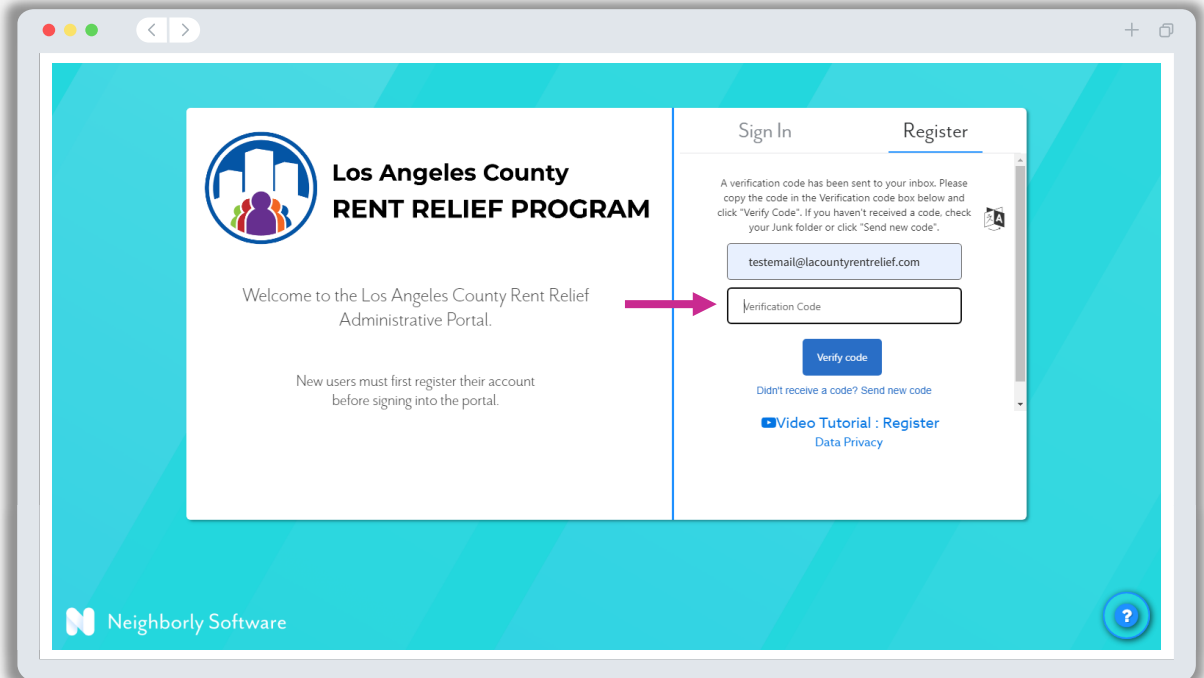 Los Angeles County
RENT RELIEF PROGRAM
Welcome to the Los Angeles County Rent Relief
Administrative Portal.
New users must first register their account
before signing into the portal.
Sign In
Register
A verification code has been sent to your inbox. Please
copy the code in the Verification code box below and
click "Verify Code". If you haven't received a code, check
your Junk folder or click "Send new code".
testemail@lacountyrentrelief.com
Verification Code
Verify code
Didn't receive a code? Send new code
Video Tutorial : Register
Data Privacy
N Neighborly Software
?